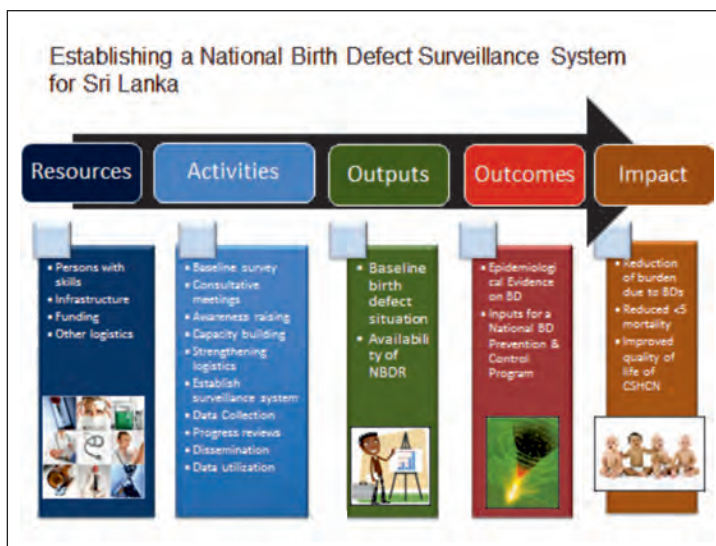 Establishing a National Birth Defect Surveillance System
for Sri Lanka
Resources
Activities
Outputs
Outcomes
Impact
• Persons with
skills
• Infrastructure
• Funding
• Other logistics
• Baseline survey
• Consultative
meetings
• Awareness raising
• Capacity building
• Strengthening
logistics
• Establish
surveillance system
• Data Collection
• Progress reviews
• Dissemination
• Data utilization
• Baseline
birth defect
situation
• Availabili
ty of
NBDR
• Epidemiologi
cal Evidence
on BD
• Inputs for a
National BD
Prevention &
Control
Program
• Reduction
of burden
due to BDs
• Reduced <5
mortality
• Improved
quality of
life of
CSHCN